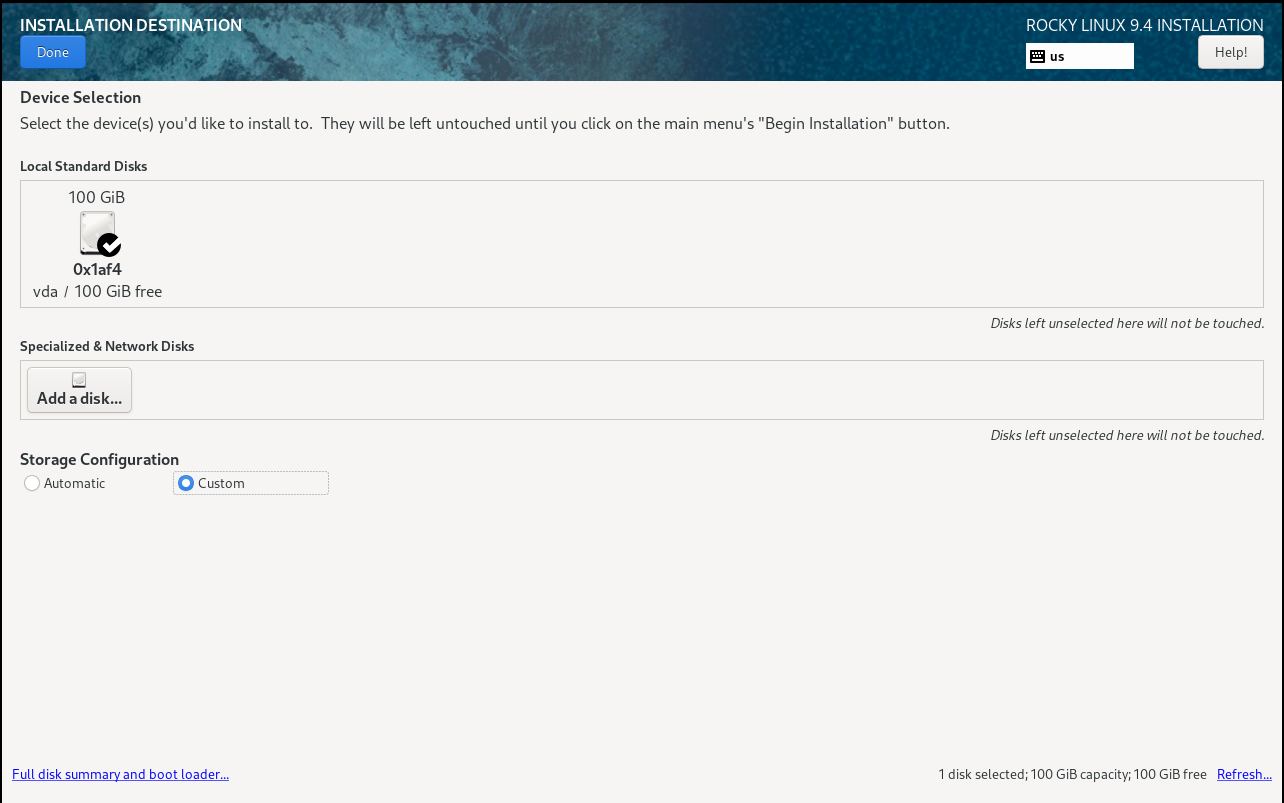 INSTALLATION DESTINATION
ROCKY LINUX 9.4 INSTALLATION
Done
us
Help!
Device Selection
Select the device(s) you'd like to install to.  They will be left untouched until you click on the main menu's "Begin Installation" button.
Local Standard Disks
100 GiB
0x1af4
vda / 100 GiB free
Disks left unselected here will not be touched.
Specialized & Network Disks
Add a disk...
Disks left unselected here will not be touched.
Storage Configuration
Automatic
Custom
Full disk summary and boot loader...
1 disk selected; 100 GiB capacity; 100 GiB free
Refresh...